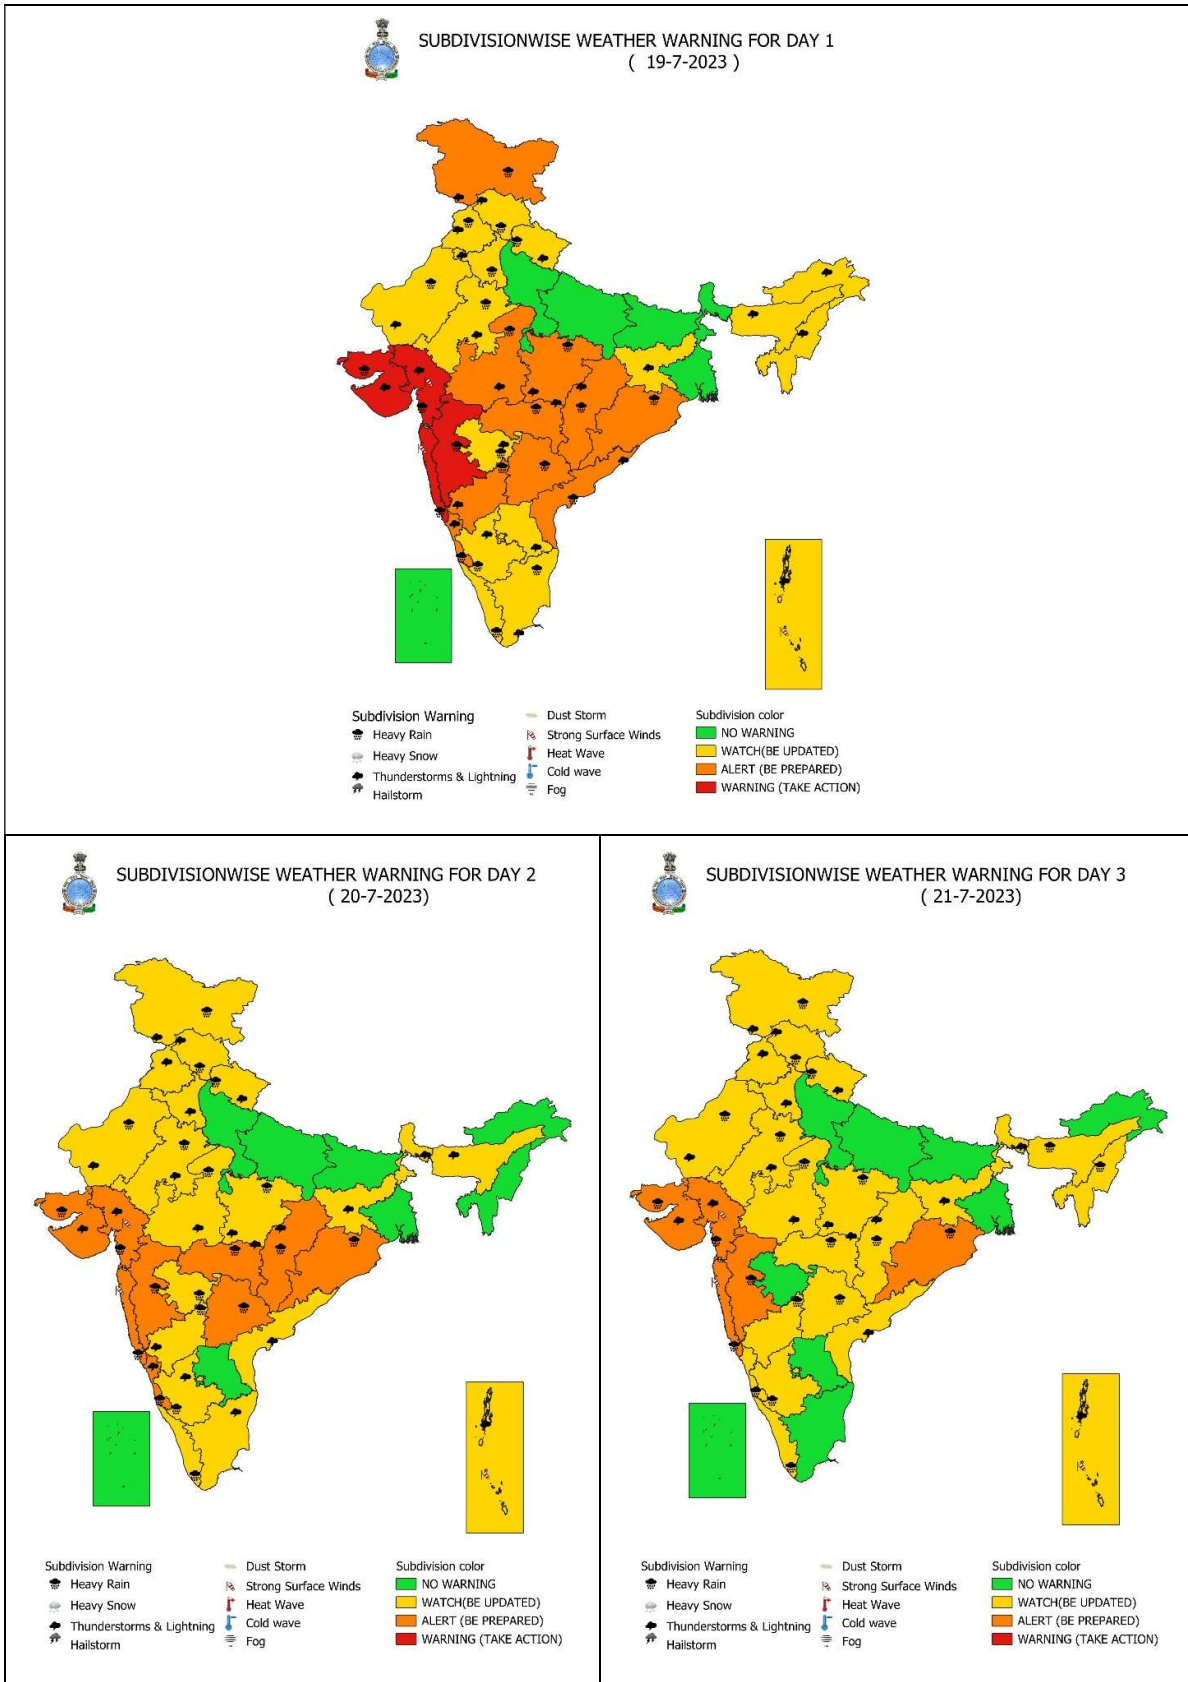 SUBDIVISIONWISE WEATHER WARNING FOR DAY 1
( 19-7-2023 )
Subdivision Warning
Heavy Rain
Heavy Snow
Thunderstorms & Lightning
Hailstorm
Dust Storm
Strong Surface Winds
Heat Wave
Cold wave
Fog
Subdivision color
NO WARNING
WATCH(BE UPDATED)
ALERT (BE PREPARED)
WARNING (TAKE ACTION)
SUBDIVISIONWISE WEATHER WARNING FOR DAY 2
( 20-7-2023)
Subdivision Warning
Heavy Rain
Heavy Snow
Thunderstorms & Lightning
Hailstorm
Dust Storm
Strong Surface Winds
Heat Wave
Cold wave
Fog
Subdivision color
NO WARNING
WATCH(BE UPDATED)
ALERT (BE PREPARED)
WARNING (TAKE ACTION)
SUBDIVISIONWISE WEATHER WARNING FOR DAY 3
( 21-7-2023)
Subdivision Warning
Heavy Rain
Heavy Snow
Thunderstorms & Lightning
Hailstorm
Dust Storm
Strong Surface Winds
Heat Wave
Cold wave
Fog
Subdivision color
NO WARNING
WATCH(BE UPDATED)
ALERT (BE PREPARED)
WARNING (TAKE ACTION)